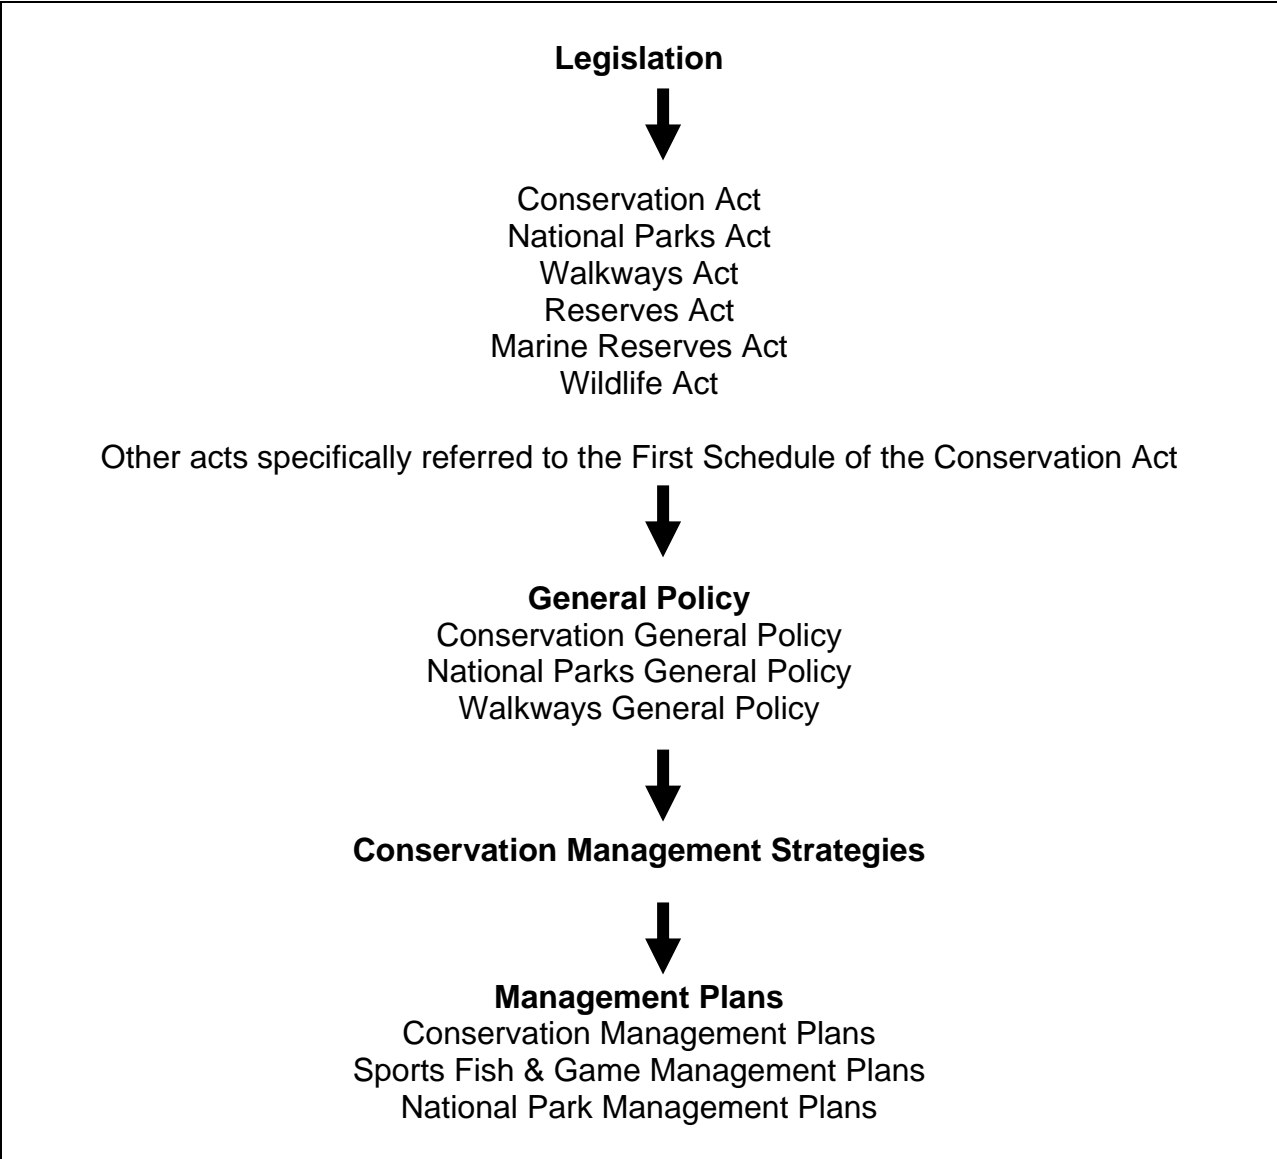 Legislation
Conservation Act
National Parks Act
Walkways Act
Reserves Act
Marine Reserves Act
Wildlife Act
Other acts specifically referred to the First Schedule of the Conservation Act
General Policy
Conservation General Policy
National Parks General Policy
Walkways General Policy
Conservation Management Strategies
Management Plans
Conservation Management Plans
Sports Fish & Game Management Plans
National Park Management Plans